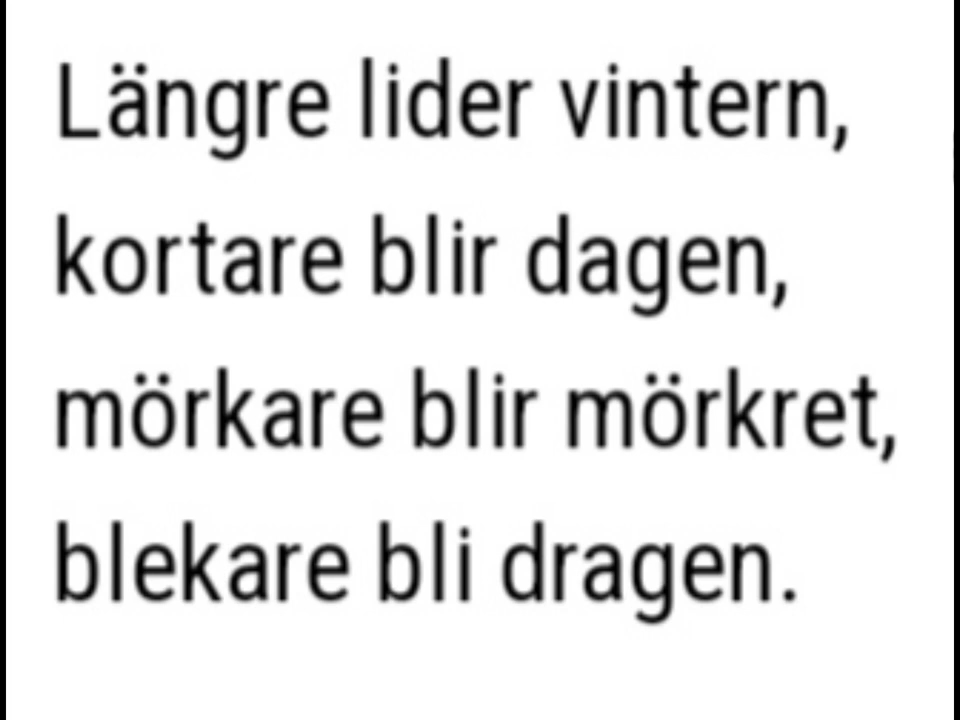 Längre lider vintern,
kortare blir dagen,
mörkare blir mörkret,
blekare bli dragen.